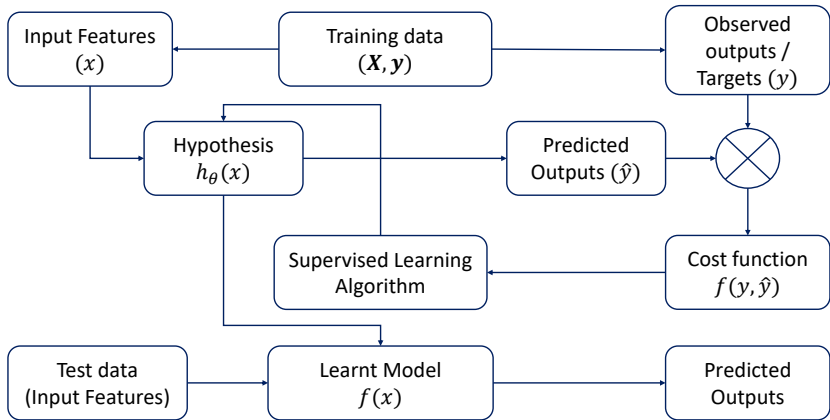 Input Features
(x)
Training data
(X, y)
Observed
outputs /
Targets (y)
Hypothesis
hθ(x)
Predicted
Outputs (ŷ)
Supervised Learning
Algorithm
Cost function
f(y, ŷ)
Test data
(Input Features)
Learnt Model
f(x)
Predicted
Outputs